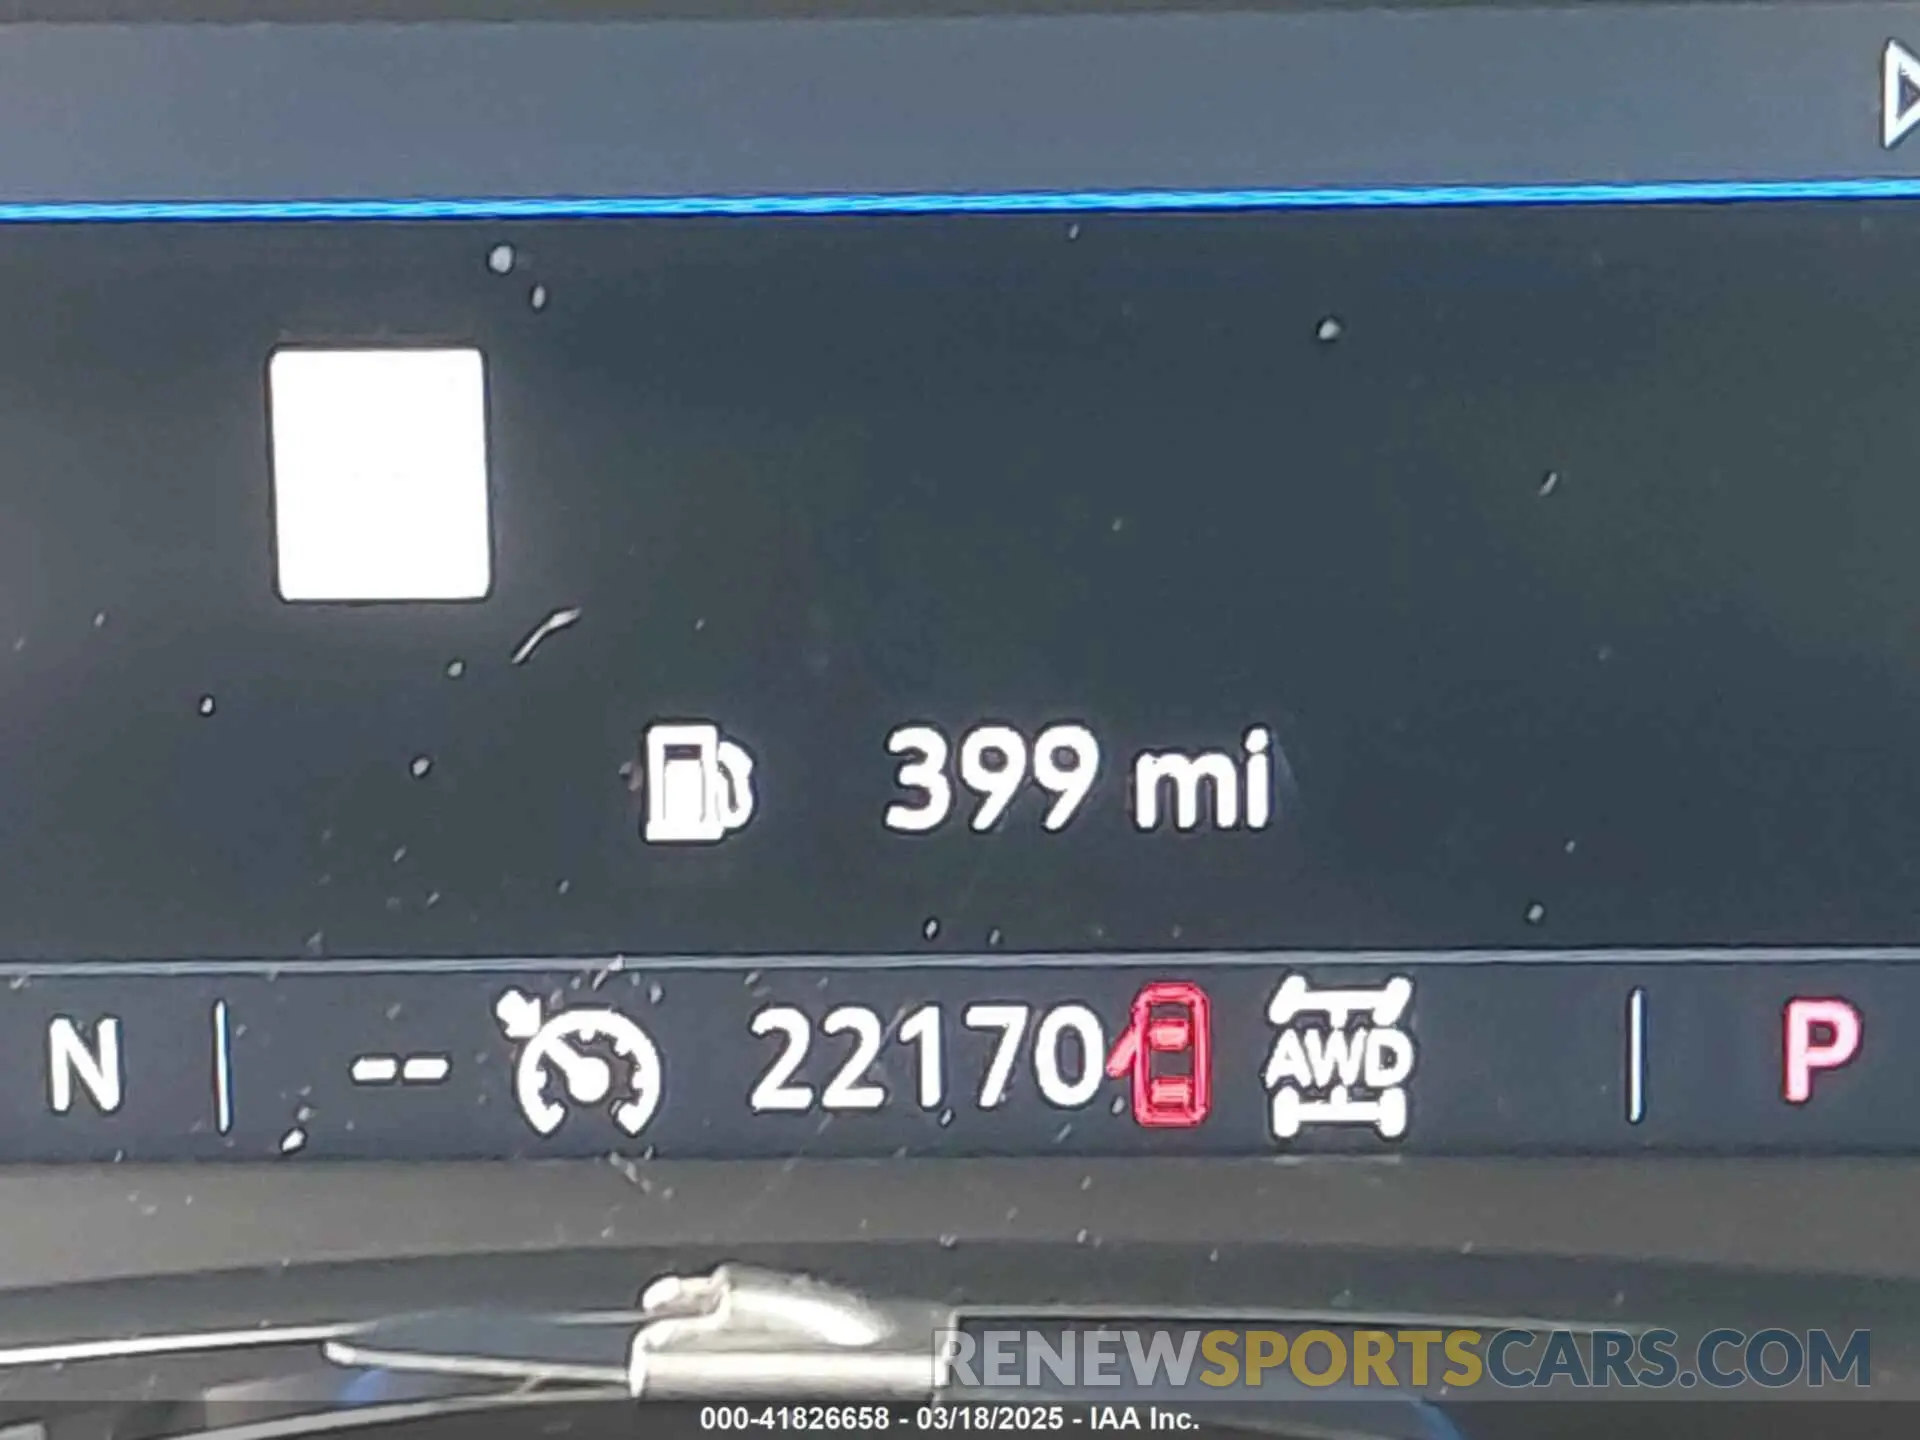 399 mi
N -- 22170 AWD P
RENEWSPORTSCARS.COM
000-41826658 - 03/18/2025 - IAA Inc.